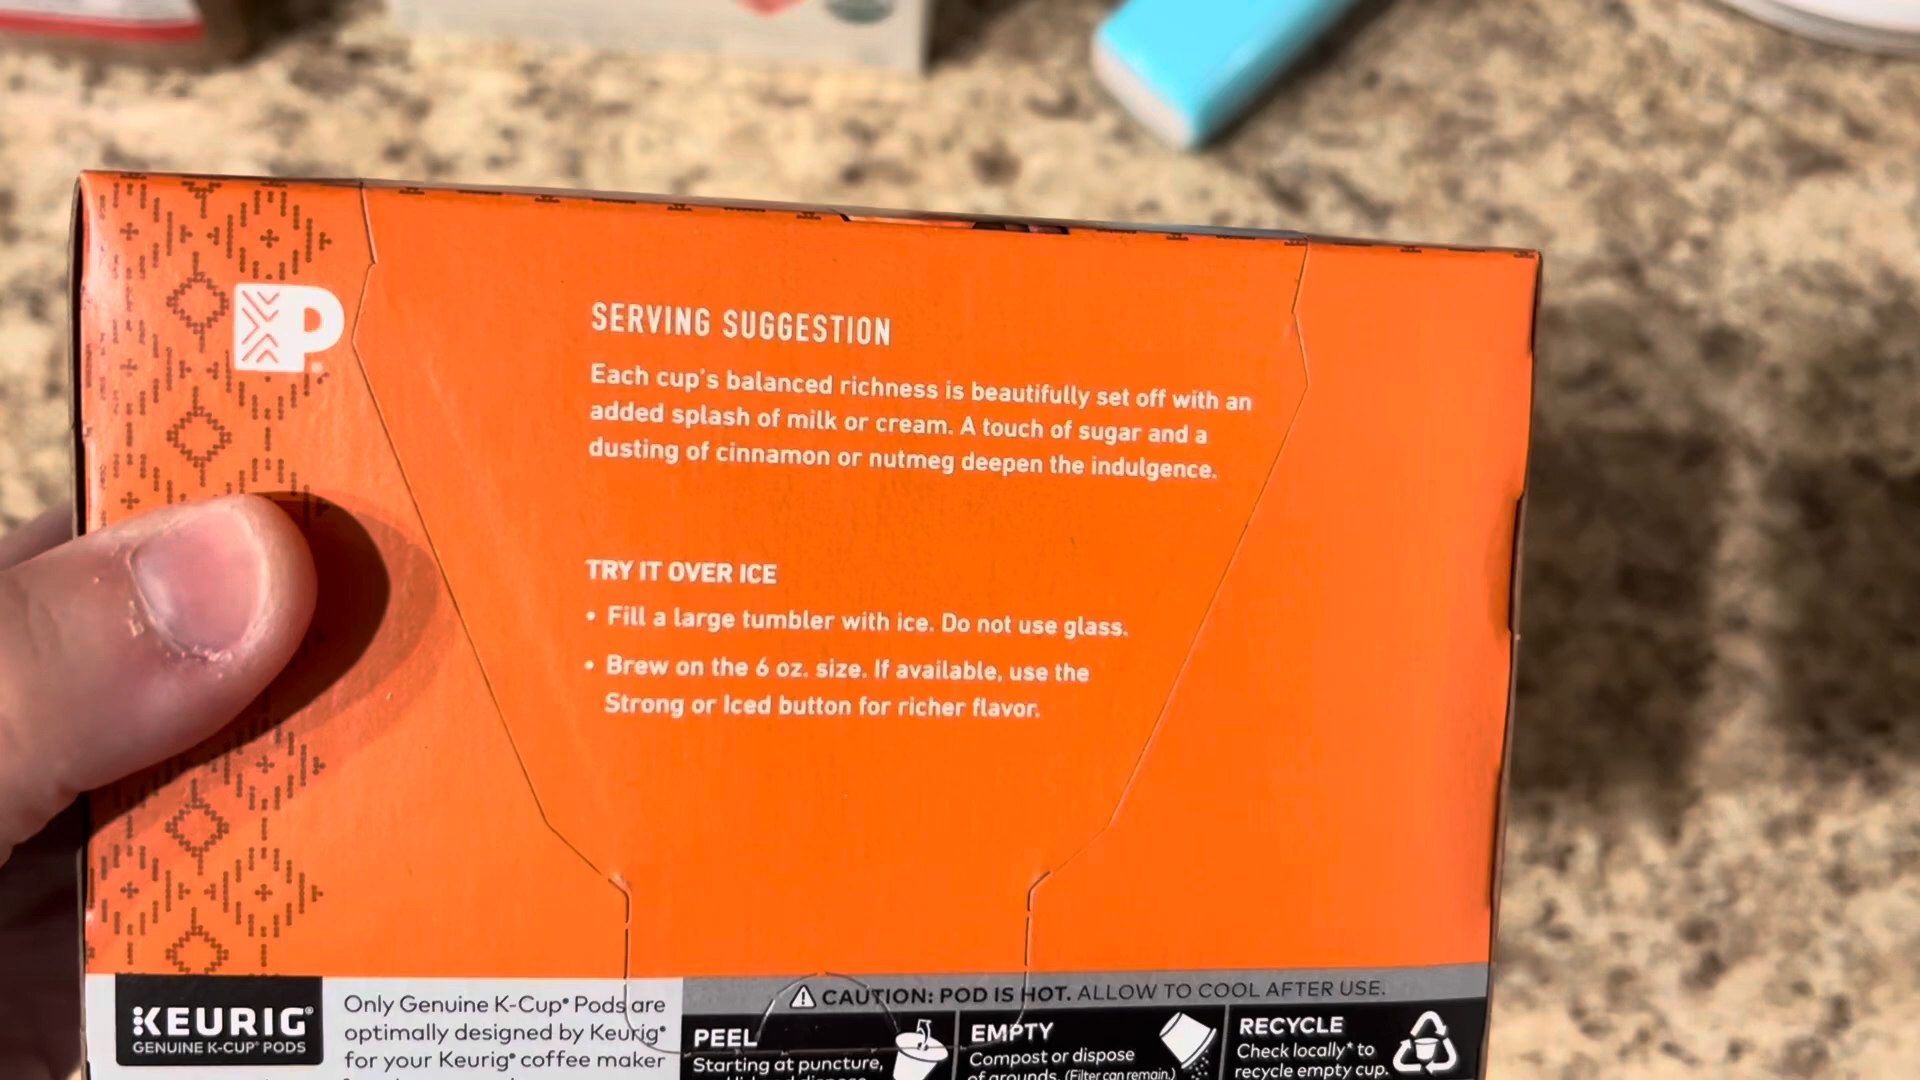 P
SERVING SUGGESTION
Each cup's balanced richness is beautifully set off with an
added splash of milk or cream. A touch of sugar and a
dusting of cinnamon or nutmeg deepen the indulgence.
TRY IT OVER ICE
• Fill a large tumbler with ice. Do not use glass.
• Brew on the 6 oz. size. If available, use the
Strong or Iced button for richer flavor.
KEURIG®
GENUINE K-CUP® PODS
Only Genuine K-Cup® Pods are
optimally designed by Keurig®
for your Keurig® coffee maker
CAUTION: POD IS HOT. ALLOW TO COOL AFTER USE.
PEEL
Starting at puncture,
EMPTY
Compost or dispose
of grounds. (Filter can remain.)
RECYCLE
Check locally* to
recycle empty cup.